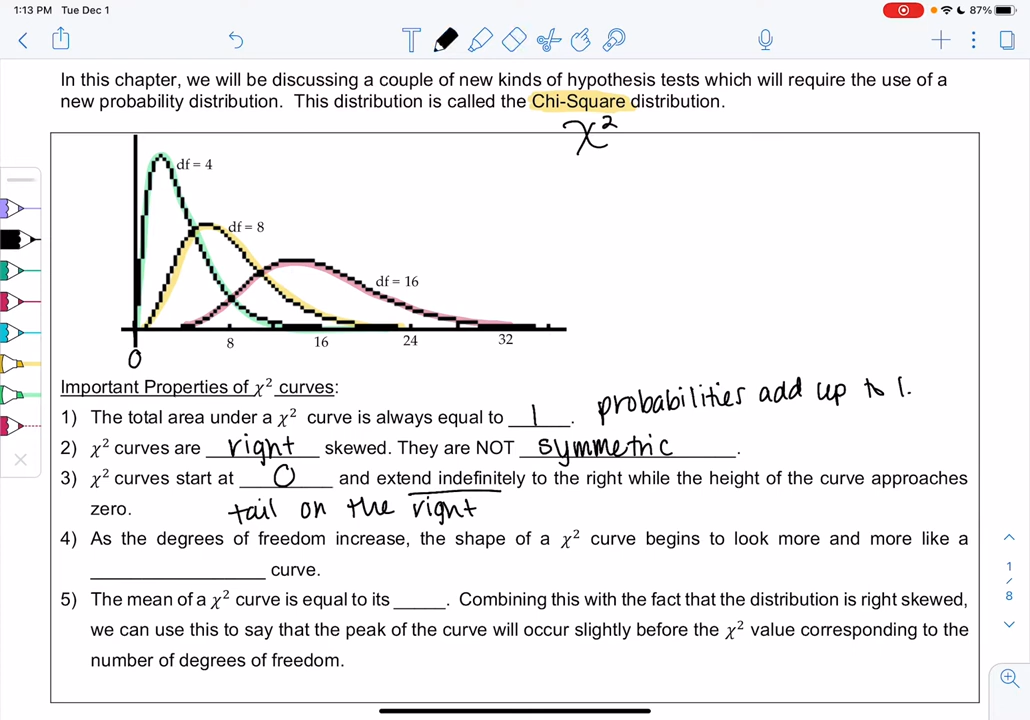 1:13 PM Tue Dec 1
87%
In this chapter, we will be discussing a couple of new kinds of hypothesis tests which will require the use of a
new probability distribution. This distribution is called the Chi-Square distribution.
χ²
df = 4
df = 8
df = 16
8 16 24 32
0
Important Properties of χ² curves:
1) The total area under a χ² curve is always equal to 1. probabilities add up to 1.
2) χ² curves are right skewed. They are NOT symmetric.
3) χ² curves start at 0 and extend indefinitely to the right while the height of the curve approaches
zero. tail on the right
4) As the degrees of freedom increase, the shape of a χ² curve begins to look more and more like a
_______________ curve.
5) The mean of a χ² curve is equal to its _____. Combining this with the fact that the distribution is right skewed,
we can use this to say that the peak of the curve will occur slightly before the χ² value corresponding to the
number of degrees of freedom.
1
/
8